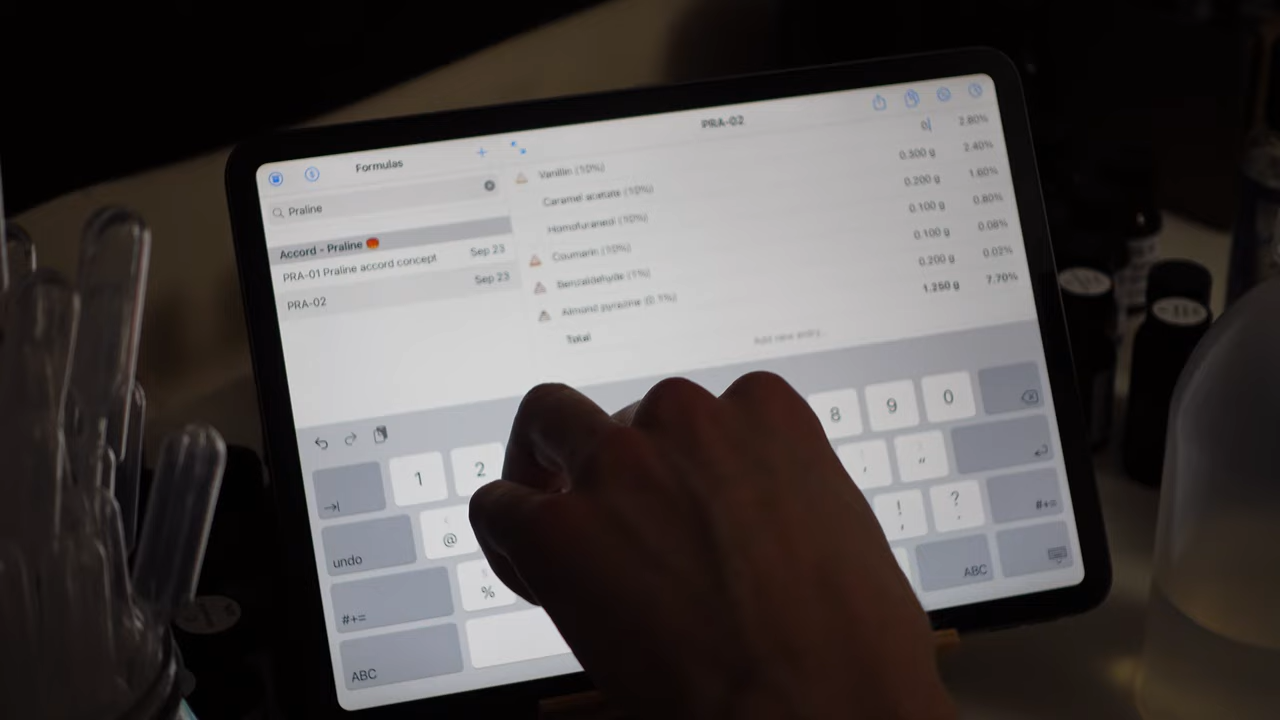 Formulas
PRA-02
Praline
Accord - Praline
PRA-01 Praline accord concept Sep 23
PRA-02 Sep 23
0 2.80%
Vanillin (10%) 0.300 g 2.40%
Caramel acetate (10%) 0.200 g 1.60%
Homofuraneol (10%) 0.100 g 0.80%
Coumarin (10%) 0.100 g 0.08%
Benzaldehyde (1%) 0.200 g 0.02%
Almond pyrazine (0.1%) 1.250 g 7.70%
Total
Add new entry...
1 2 8 9 0
undo @ , "
#+= % ! , ? . #+=
ABC ABC